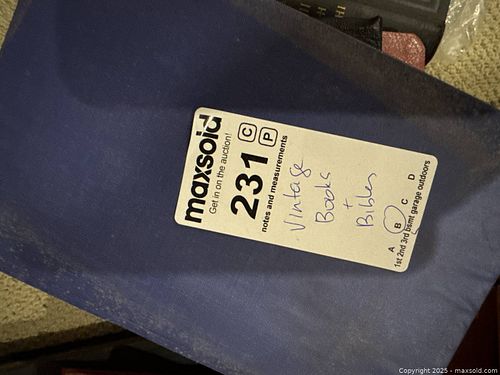 maxsold
Get in on the auction!
231 C P
notes and measurements
Vintage
Books
+
Bibles
A B C D
1st 2nd 3rd bsmt garage outdoors
Copyright 2025 - maxsold.com